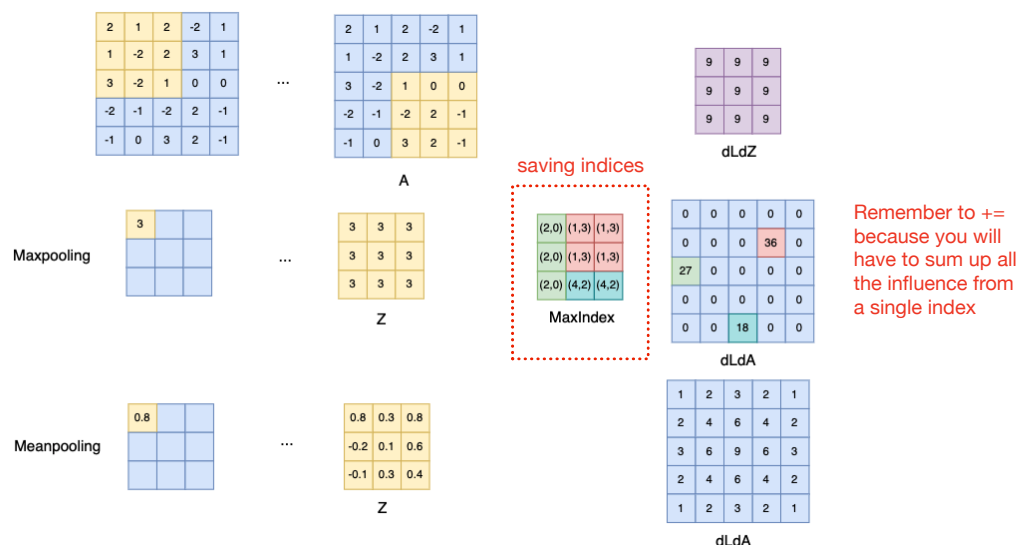 2 1 2 -2 1
1 -2 2 3 1
3 -2 1 0 0
-2 -1 -2 2 -1
-1 0 3 2 -1
...
2 1 2 -2 1
1 -2 2 3 1
3 -2 1 0 0
-2 -1 -2 2 -1
-1 0 3 2 -1
A
9 9 9
9 9 9
9 9 9
dLdZ
Maxpooling
3
...
3 3 3
3 3 3
3 3 3
Z
saving indices
(2,0) (1,3) (1,3)
(2,0) (1,3) (1,3)
(2,0) (4,2) (4,2)
MaxIndex
0 0 0 0 0
0 0 0 36 0
27 0 0 0 0
0 0 0 0 0
0 0 18 0 0
dLdA
Remember to +=
because you will
have to sum up all
the influence from
a single index
Meanpooling
0.8
...
0.8 0.3 0.8
-0.2 0.1 0.6
-0.1 0.3 0.4
Z
1 2 3 2 1
2 4 6 4 2
3 6 9 6 3
2 4 6 4 2
1 2 3 2 1
dLdA